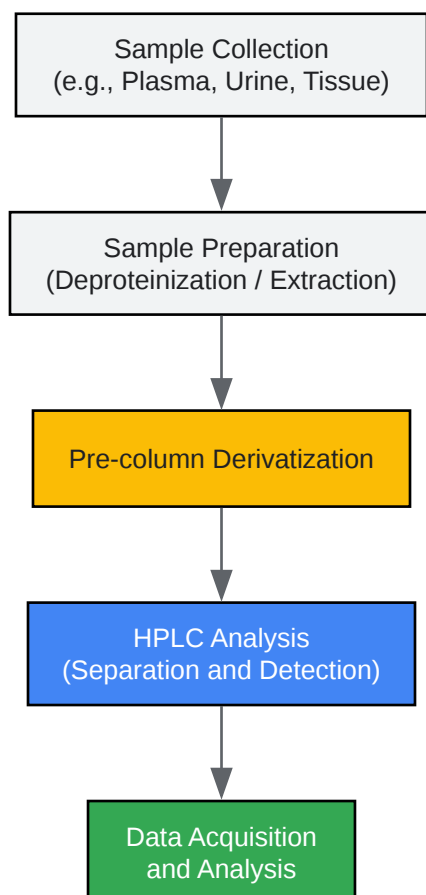 Sample Collection
(e.g., Plasma, Urine, Tissue)
Sample Preparation
(Deproteinization / Extraction)
Pre-column Derivatization
HPLC Analysis
(Separation and Detection)
Data Acquisition
and Analysis